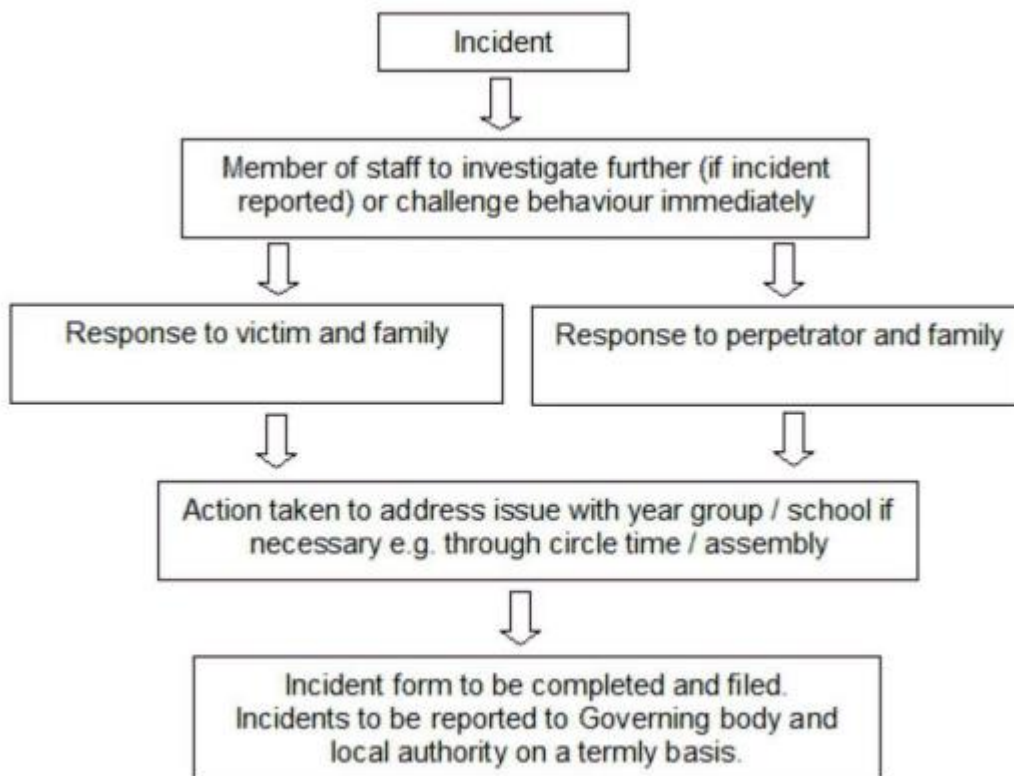 Incident
Member of staff to investigate further (if incident
reported) or challenge behaviour immediately
Response to victim and family
Response to perpetrator and family
Action taken to address issue with year group / school if
necessary e.g. through circle time / assembly
Incident form to be completed and filed.
Incidents to be reported to Governing body and
local authority on a termly basis.